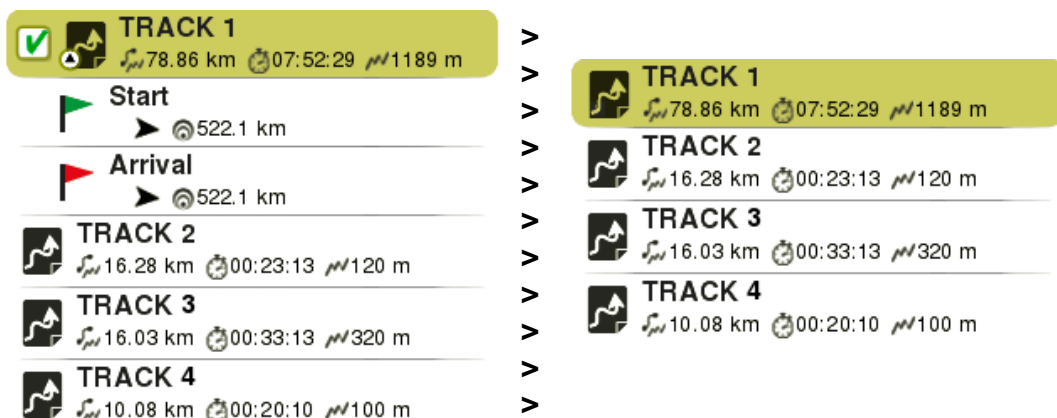 TRACK 1
78.86 km 07:52:29 1189 m
Start
522.1 km
Arrival
522.1 km
TRACK 2
16.28 km 00:23:13 120 m
TRACK 3
16.03 km 00:33:13 320 m
TRACK 4
10.08 km 00:20:10 100 m
>
>
>
>
>
>
>
>
>
>
>
TRACK 1
78.86 km 07:52:29 1189 m
TRACK 2
16.28 km 00:23:13 120 m
TRACK 3
16.03 km 00:33:13 320 m
TRACK 4
10.08 km 00:20:10 100 m